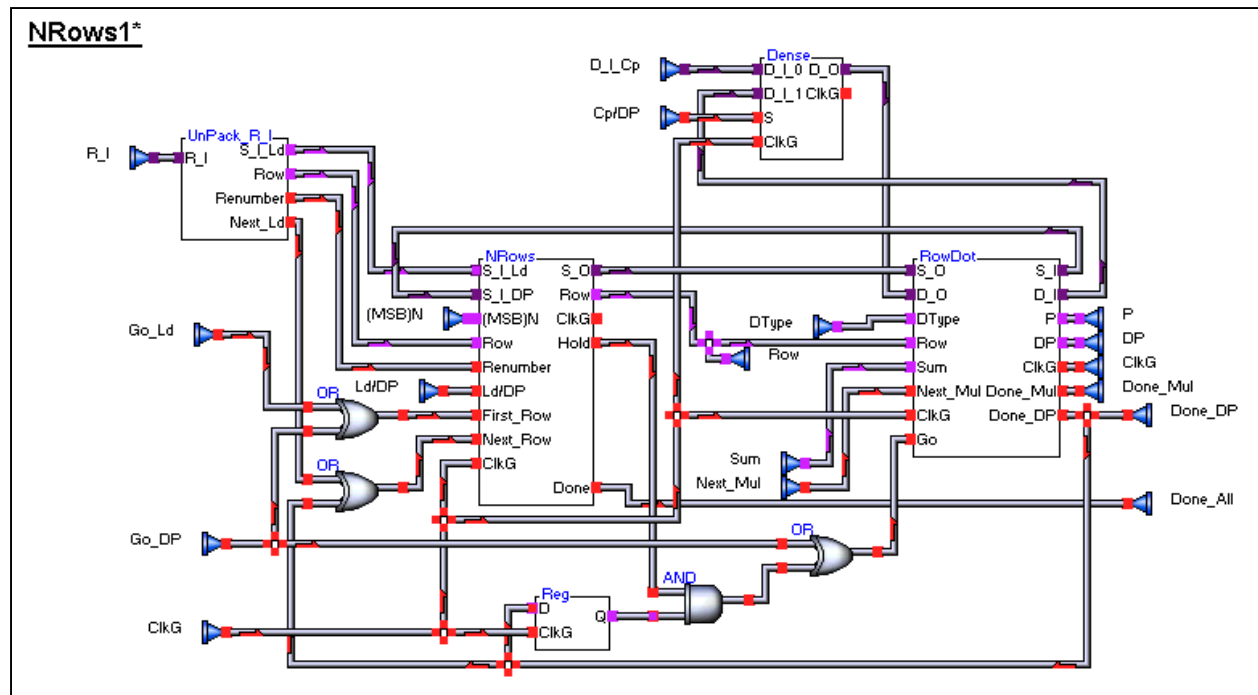 NRows1*
Dense
D_I_Cp
D_I_0 D_O
D_I_1 ClkG
Cp/DP
S
ClkG
UnPack_R_I
R_I
R_I
S_I_Ld
Row
Renumber
Next_Ld
NRows
S_I_Ld S_O
S_I_DP Row
(MSB)N
(MSB)N ClkG
Row Hold
Renumber
Ld/DP
Ld/DP
First_Row
Next_Row
ClkG
Done
RowDot
S_O S_I
D_O D_I
DType
DType P
P
Row DP
DP
Row
Sum ClkG
ClkG
Next_Mul Done_Mul
Done_Mul
ClkG Done_DP
Done_DP
Go
Go_Ld
OR
OR
Sum
Next_Mul
Done_All
Go_DP
OR
AND
Reg
D Q
ClkG
ClkG